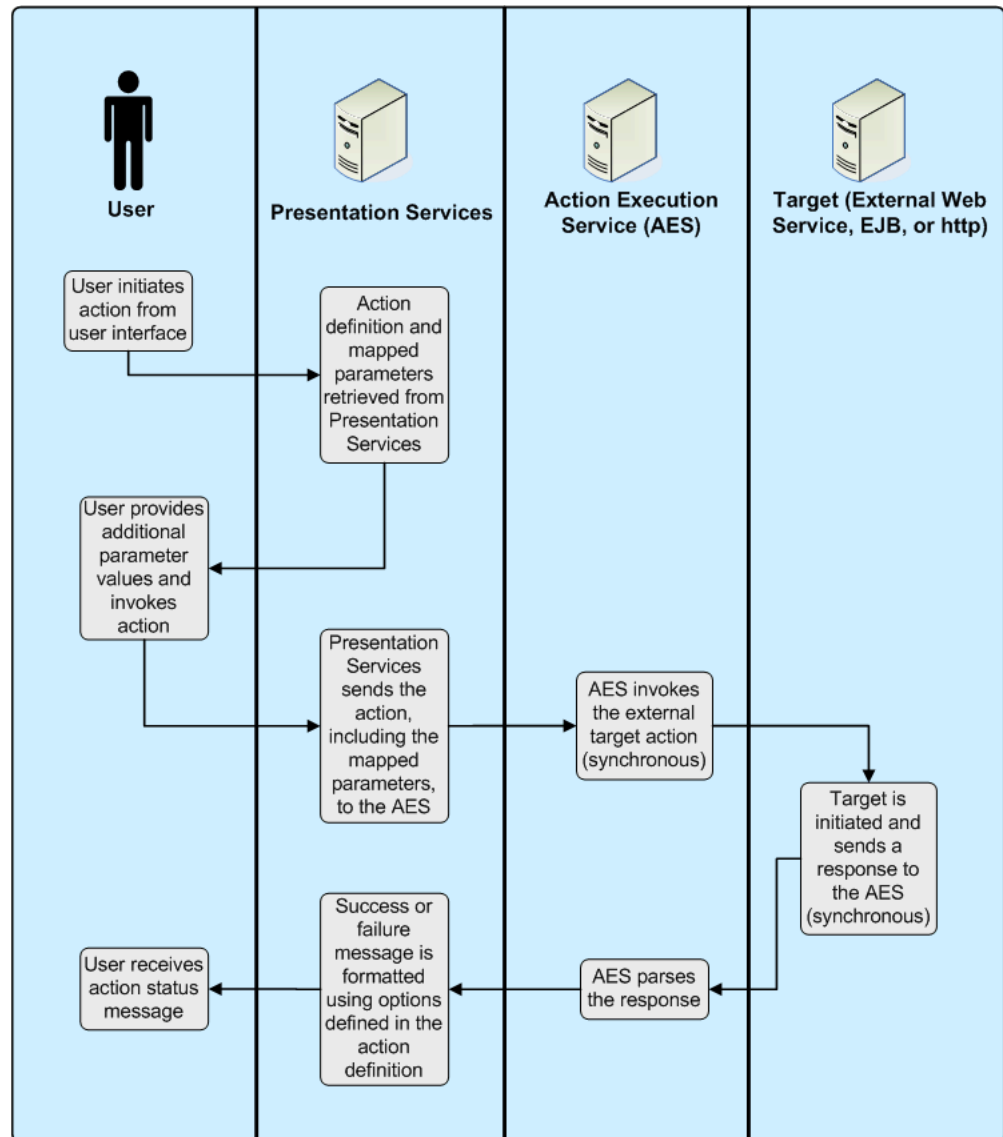 User
Presentation Services
Action Execution
Service (AES)
Target (External Web
Service, EJB, or http)
User initiates
action from
user interface
Action
definition and
mapped
parameters
retrieved from
Presentation
Services
User provides
additional
parameter
values and
invokes
action
Presentation
Services
sends the
action,
including the
mapped
parameters,
to the AES
AES invokes
the external
target action
(synchronous)
Target is
initiated and
sends a
response to
the AES
(synchronous)
AES parses
the response
Success or
failure
message is
formatted
using options
defined in the
action
definition
User receives
action status
message